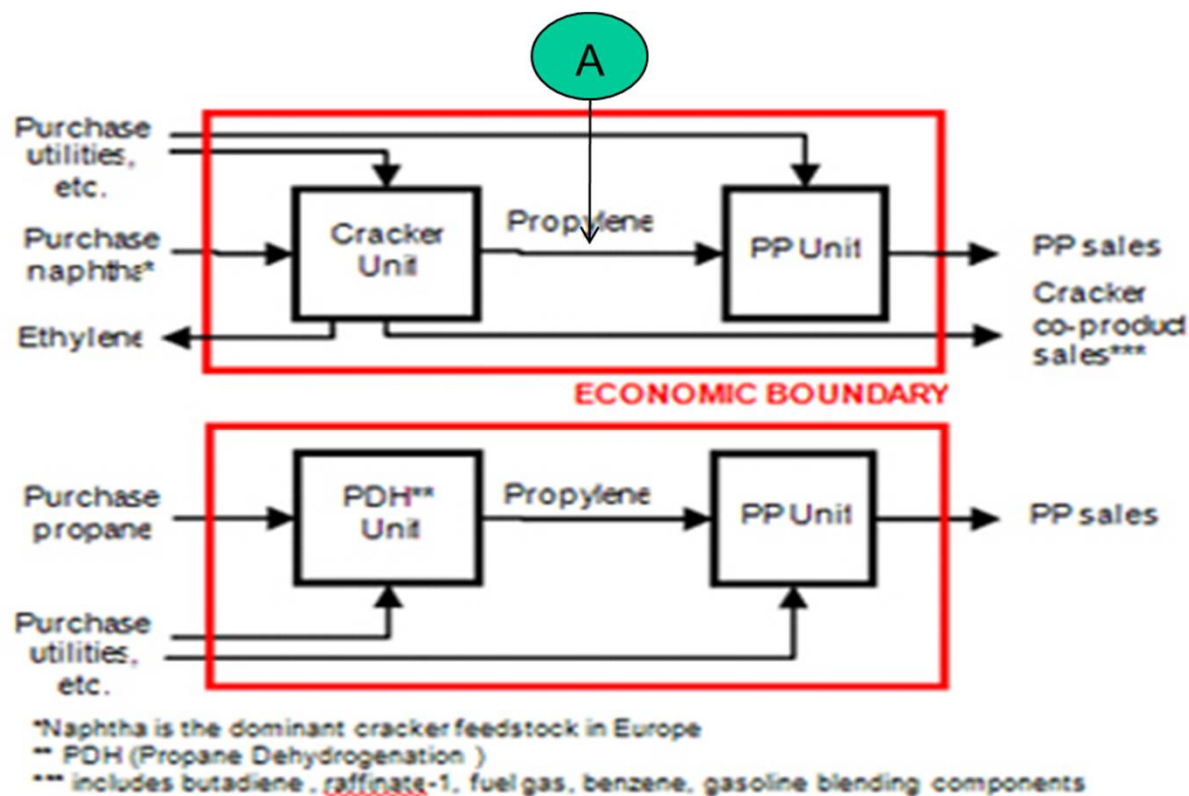 A
Purchase
utilities,
etc.
Purchase
naphtha*
Ethylene
Cracker
Unit
Propylene
PP Unit
PP sales
Cracker
co-product
sales***
ECONOMIC BOUNDARY
Purchase
propane
PDH**
Unit
Propylene
PP Unit
PP sales
Purchase
utilities,
etc.
*Naphtha is the dominant cracker feedstock in Europe
** PDH (Propane Dehydrogenation )
*** includes butadiene , raffinate-1, fuel gas, benzene, gasoline blending components